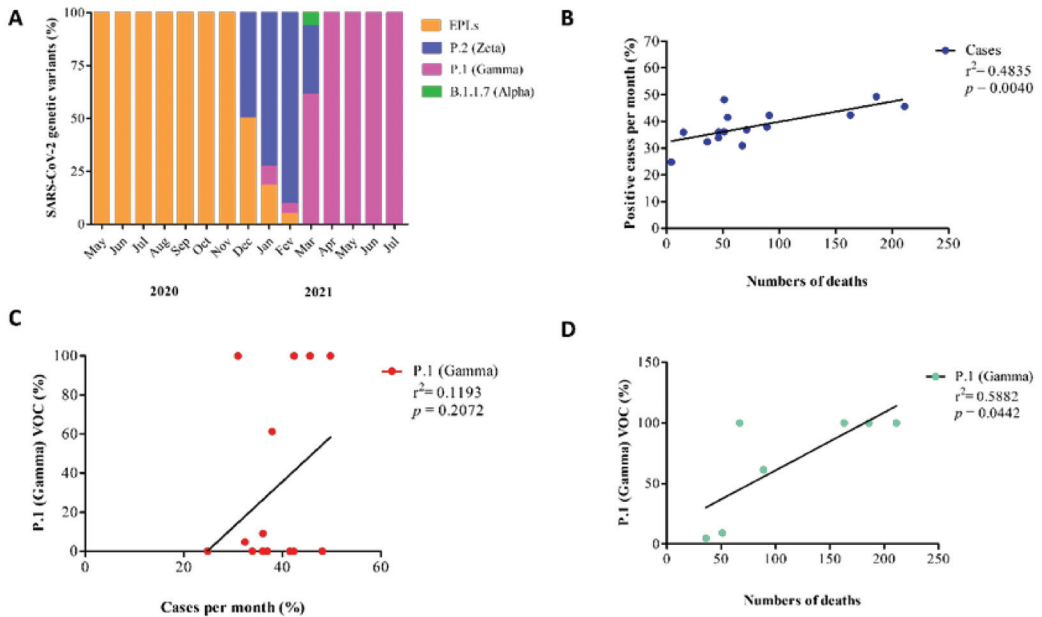 A
SARS-CoV-2 genetic variants (%)
100
75
50
25
0
May Jun Jul Aug Sep Oct Nov Dec Jan Fev Mar Apr May Jun Jul
2020 2021
EPLs
P.2 (Zeta)
P.1 (Gamma)
B.1.1.7 (Alpha)
B
Positive cases per month (%)
70
60
50
40
30
20
10
0
0 50 100 150 200 250
Numbers of deaths
Cases
r²= 0.4835
p = 0.0040
C
P.1 (Gamma) VOC (%)
100
80
60
40
20
0
0 20 40 60
Cases per month (%)
P.1 (Gamma)
r²= 0.1193
p = 0.2072
D
P.1 (Gamma) VOC (%)
150
100
50
0
0 50 100 150 200 250
Numbers of deaths
P.1 (Gamma)
r²= 0.5882
p = 0.0442